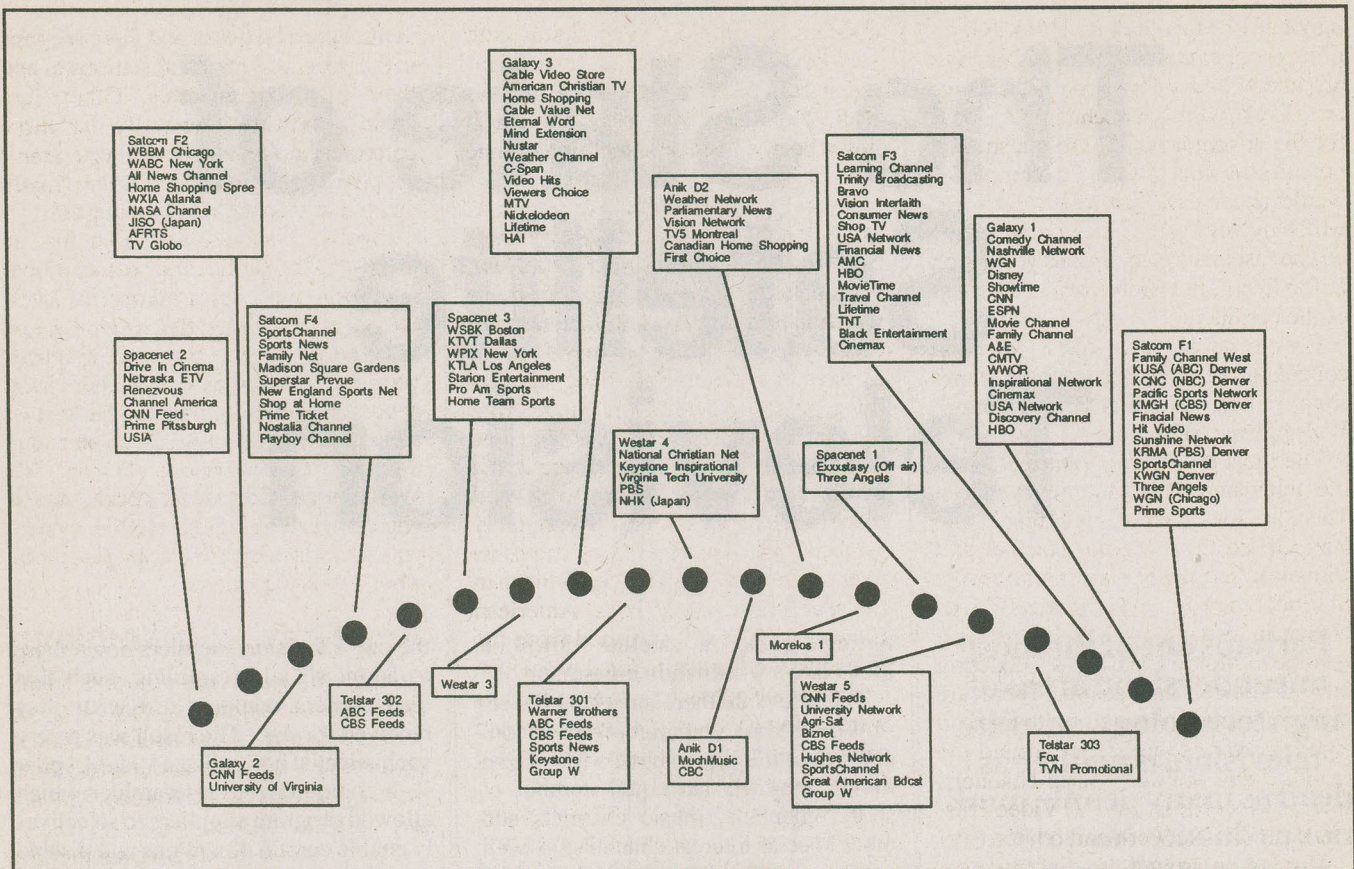 Satcom F2
WBBM Chicago
WABC New York
All News Channel
Home Shopping Spree
WXIA Atlanta
NASA Channel
JISO (Japan)
AFRTS
TV Globo
Galaxy 3
Cable Video Store
American Christian TV
Home Shopping
Cable Value Net
Eternal Word
Mind Extension
Nustar
Weather Channel
C-Span
Video Hits
Viewers Choice
MTV
Nickelodeon
Lifetime
HAI
Anik D2
Weather Network
Parliamentary News
Vision Network
TV5 Montreal
Canadian Home Shopping
First Choice
Satcom F3
Learning Channel
Trinity Broadcasting
Bravo
Vision Interfaith
Consumer News
Shop TV
USA Network
Financial News
AMC
HBO
MovieTime
Travel Channel
Lifetime
TNT
Black Entertainment
Cinemax
Galaxy 1
Comedy Channel
Nashville Network
WGN
Disney
Showtime
CNN
ESPN
Movie Channel
Family Channel
A&E
CMTV
WWOR
Inspirational Network
Cinemax
USA Network
Discovery Channel
HBO
Spacenet 2
Drive In Cinema
Nebraska ETV
Renezvous
Channel America
CNN Feed
Prime Pitssburgh
USIA
Satcom F4
SportsChannel
Sports News
Family Net
Madison Square Gardens
Superstar Prevue
New England Sports Net
Shop at Home
Prime Ticket
Nostalia Channel
Playboy Channel
Spacenet 3
WSBK Boston
KTVT Dallas
WPIX New York
KTLA Los Angeles
Starion Entertainment
Pro Am Sports
Home Team Sports
Westar 4
National Christian Net
Keystone Inspirational
Virginia Tech University
PBS
NHK (Japan)
Spacenet 1
Exxxstasy (Off air)
Three Angels
Satcom F1
Family Channel West
KUSA (ABC) Denver
KCNC (NBC) Denver
Pacific Sports Network
KMGH (CBS) Denver
Finacial News
Hit Video
Sunshine Network
KRMA (PBS) Denver
SportsChannel
KWGN Denver
Three Angels
WGN (Chicago)
Prime Sports
Galaxy 2
CNN Feeds
University of Virginia
Telstar 302
ABC Feeds
CBS Feeds
Westar 3
Telstar 301
Warner Brothers
ABC Feeds
CBS Feeds
Sports News
Keystone
Group W
Anik D1
MuchMusic
CBC
Morelos 1
Westar 5
CNN Feeds
University Network
Agri-Sat
Biznet
CBS Feeds
Hughes Network
SportsChannel
Great American Bdcst
Group W
Telstar 303
Fox
TVN Promotional